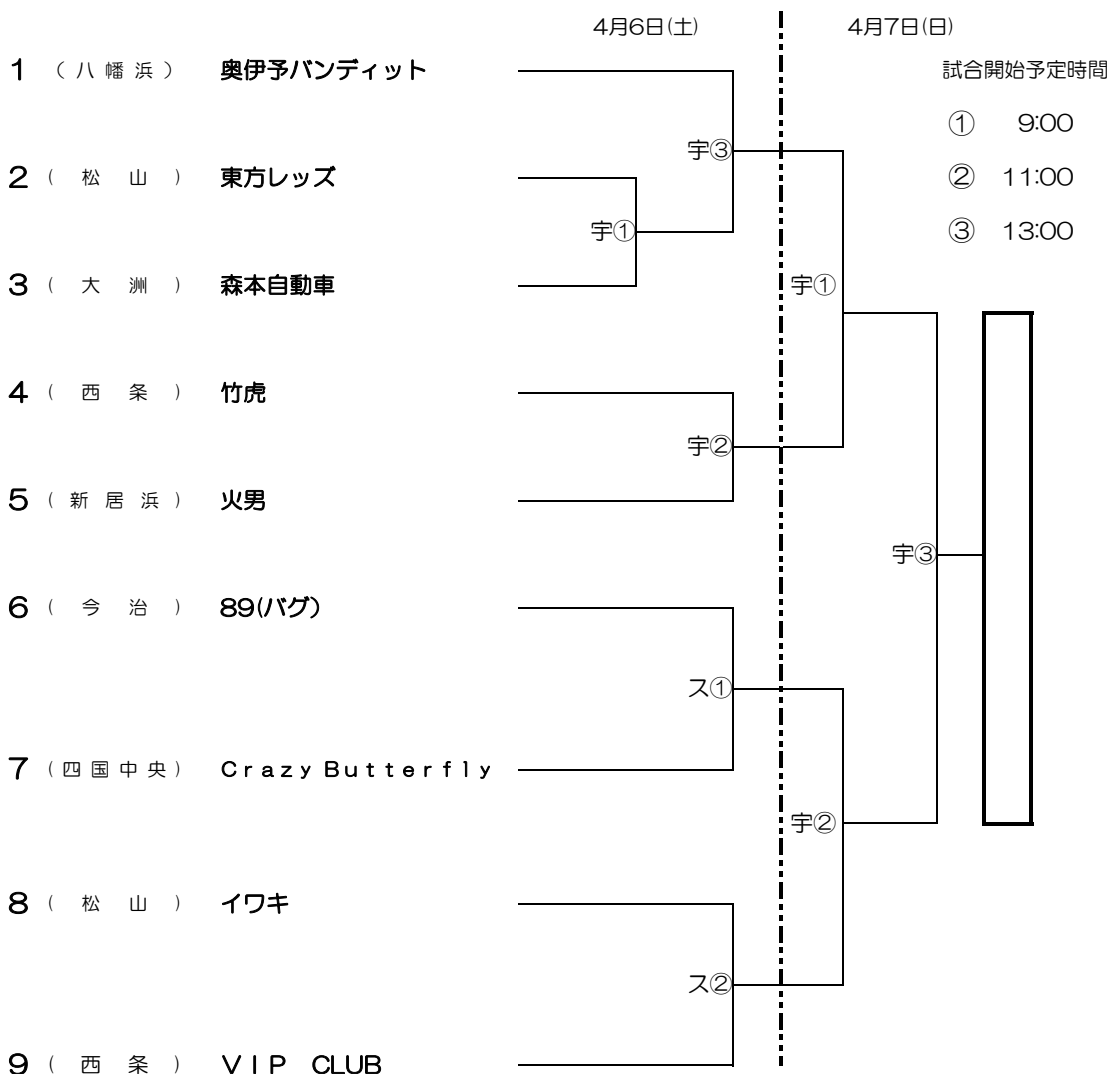 4月6日(土) 4月7日(日)
1 （八幡浜） 奥伊予バンディット
試合開始予定時間
① 9:00
宇③
2 （松山） 東方レッズ
② 11:00
宇①
③ 13:00
3 （大洲） 森本自動車
宇①
4 （西条） 竹虎
宇②
5 （新居浜） 火男
宇③
6 （今治） 89(バグ)
ス①
7 （四国中央） Crazy Butterfly
宇②
8 （松山） イワキ
ス②
9 （西条） VIP CLUB